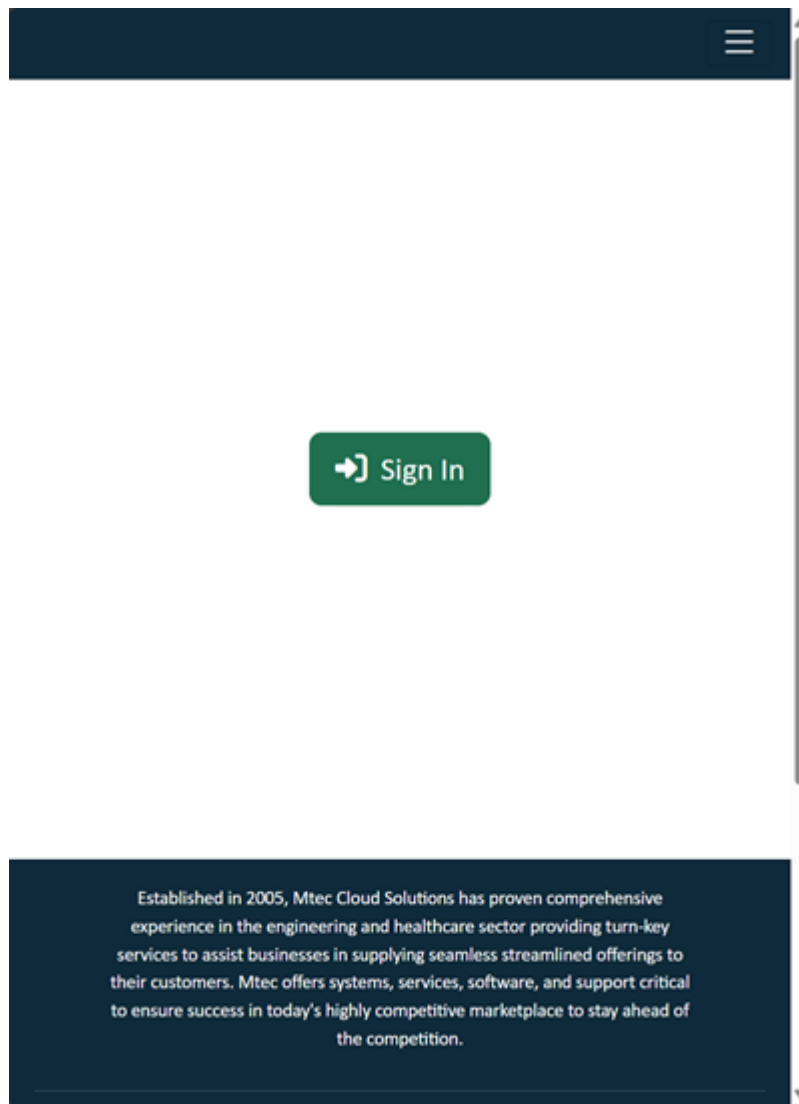 Sign In
Established in 2005, Mtec Cloud Solutions has proven comprehensive
experience in the engineering and healthcare sector providing turn-key
services to assist businesses in supplying seamless streamlined offerings to
their customers. Mtec offers systems, services, software, and support critical
to ensure success in today's highly competitive marketplace to stay ahead of
the competition.